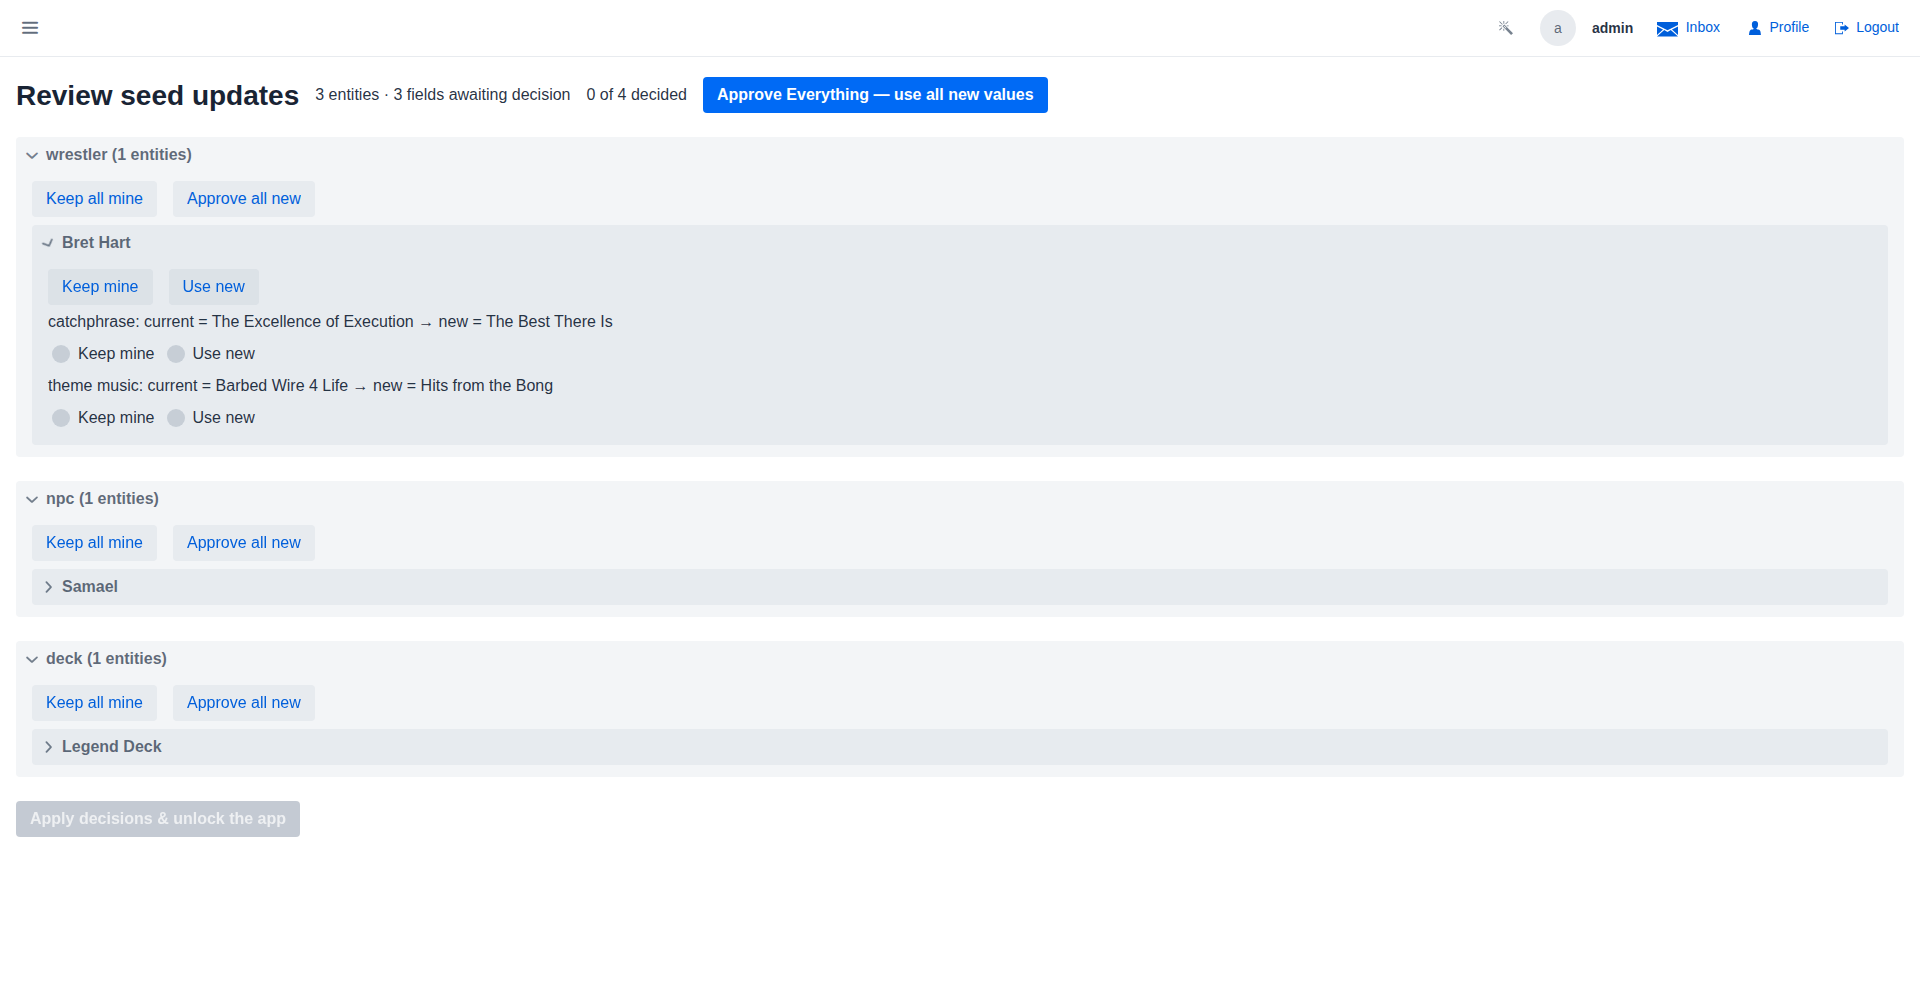 a admin Inbox Profile Logout
Review seed updates 3 entities · 3 fields awaiting decision 0 of 4 decided Approve Everything — use all new values
wrestler (1 entities)
Keep all mine Approve all new
Bret Hart
Keep mine Use new
catchphrase: current = The Excellence of Execution → new = The Best There Is
Keep mine Use new
theme music: current = Barbed Wire 4 Life → new = Hits from the Bong
Keep mine Use new
npc (1 entities)
Keep all mine Approve all new
Samael
deck (1 entities)
Keep all mine Approve all new
Legend Deck
Apply decisions & unlock the app